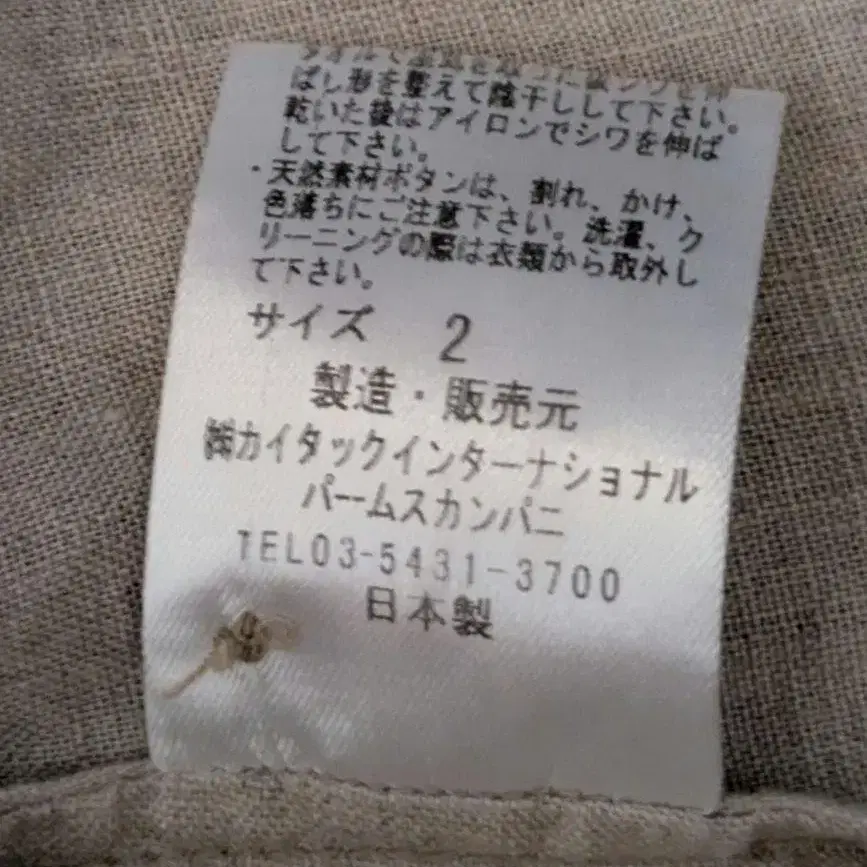 ばし形を整えて陰干しして下さい。
乾いた後はアイロンでシワを伸ば
して下さい。
・天然素材ボタンは、割れ、かけ、
色落ちにご注意下さい。洗濯、ク
リーニングの際は衣類から取外し
て下さい。
サイズ 2
製造・販売元
㈱カイタックインターナショナル
パームスカンパニ
TEL03-5431-3700
日本製